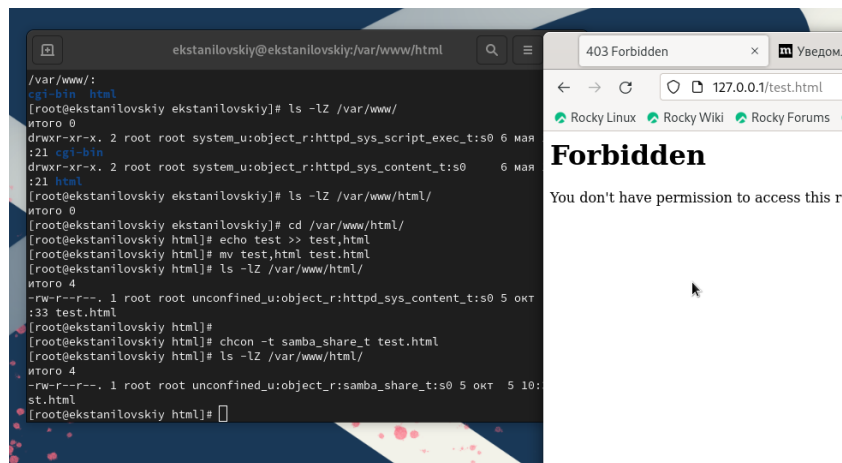 ekstanilovskiy@ekstanilovskiy:/var/www/html
/var/www/:
cgi-bin html
[root@ekstanilovskiy ekstanilovskiy]# ls -lZ /var/www/
итого 0
drwxr-xr-x. 2 root root system_u:object_r:httpd_sys_script_exec_t:s0 6 мая
:21 cgi-bin
drwxr-xr-x. 2 root root system_u:object_r:httpd_sys_content_t:s0 6 мая
:21 html
[root@ekstanilovskiy ekstanilovskiy]# ls -lZ /var/www/html/
итого 0
[root@ekstanilovskiy ekstanilovskiy]# cd /var/www/html/
[root@ekstanilovskiy html]# echo test >> test,html
[root@ekstanilovskiy html]# mv test,html test.html
[root@ekstanilovskiy html]# ls -lZ /var/www/html/
итого 4
-rw-r--r--. 1 root root unconfined_u:object_r:httpd_sys_content_t:s0 5 окт
:33 test.html
[root@ekstanilovskiy html]#
[root@ekstanilovskiy html]# chcon -t samba_share_t test.html
[root@ekstanilovskiy html]# ls -lZ /var/www/html/
итого 4
-rw-r--r--. 1 root root unconfined_u:object_r:samba_share_t:s0 5 окт 5 10:
st.html
[root@ekstanilovskiy html]#
403 Forbidden
m Уведом
127.0.0.1/test.html
Rocky Linux Rocky Wiki Rocky Forums
Forbidden
You don't have permission to access this r